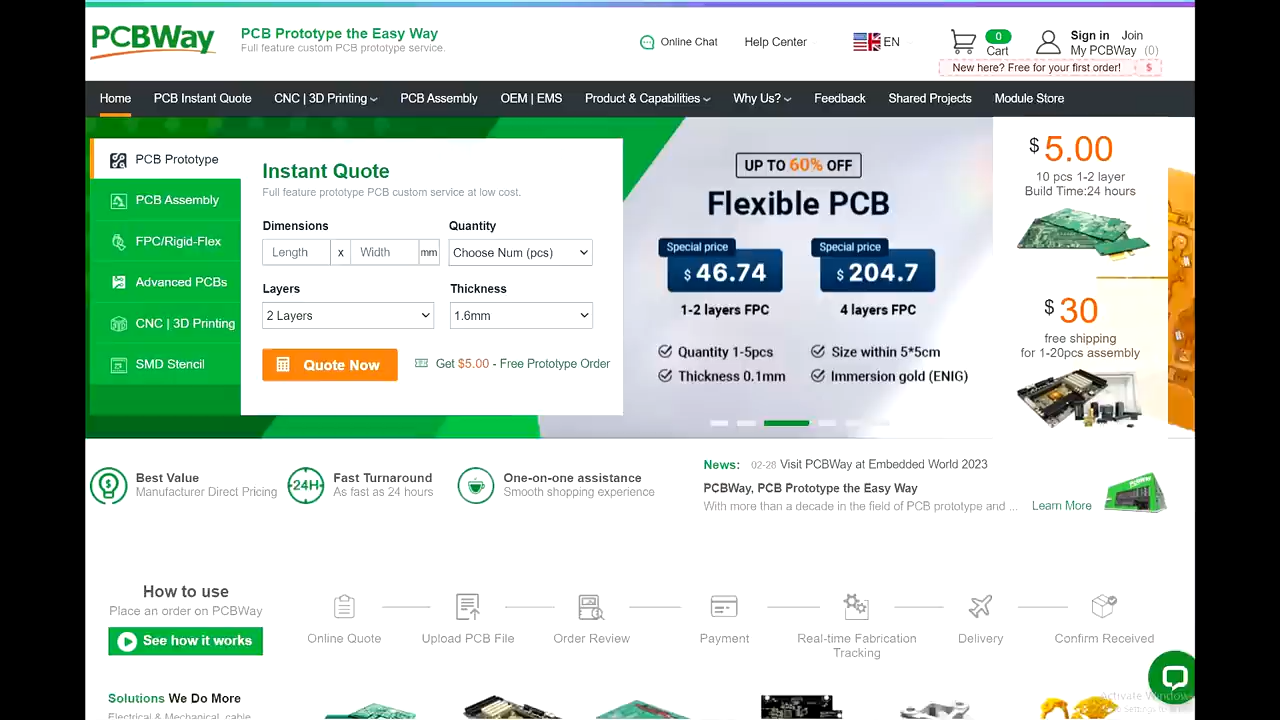 PCBWay
PCB Prototype the Easy Way
Full feature custom PCB prototype service.
Online Chat
Help Center
EN
0
Cart
Sign in Join
My PCBWay (0)
New here? Free for your first order! $
Home PCB Instant Quote CNC | 3D Printing PCB Assembly OEM | EMS Product & Capabilities Why Us? Feedback Shared Projects Module Store
PCB Prototype
PCB Assembly
FPC/Rigid-Flex
Advanced PCBs
CNC | 3D Printing
SMD Stencil
Instant Quote
Full feature prototype PCB custom service at low cost.
Dimensions Quantity
Length x Width mm Choose Num (pcs)
Layers Thickness
2 Layers 1.6mm
Quote Now Get $5.00 - Free Prototype Order
UP TO 60% OFF
Flexible PCB
Special price Special price
$ 46.74 $ 204.7
1-2 layers FPC 4 layers FPC
Quantity 1-5pcs Size within 5*5cm
Thickness 0.1mm Immersion gold (ENIG)
$ 5.00
10 pcs 1-2 layer
Build Time:24 hours
$ 30
free shipping
for 1-20pcs assembly
$
Best Value
Manufacturer Direct Pricing
24H
Fast Turnaround
As fast as 24 hours
One-on-one assistance
Smooth shopping experience
News: 02-28 Visit PCBWay at Embedded World 2023
PCBWay, PCB Prototype the Easy Way
With more than a decade in the field of PCB prototype and ... Learn More
PCBWay
How to use
Place an order on PCBWay
See how it works
Online Quote
Upload PCB File
Order Review
Payment
Real-time Fabrication
Tracking
Delivery
Confirm Received
Solutions We Do More
Electrical & Mechanical, cable
Activate Windows